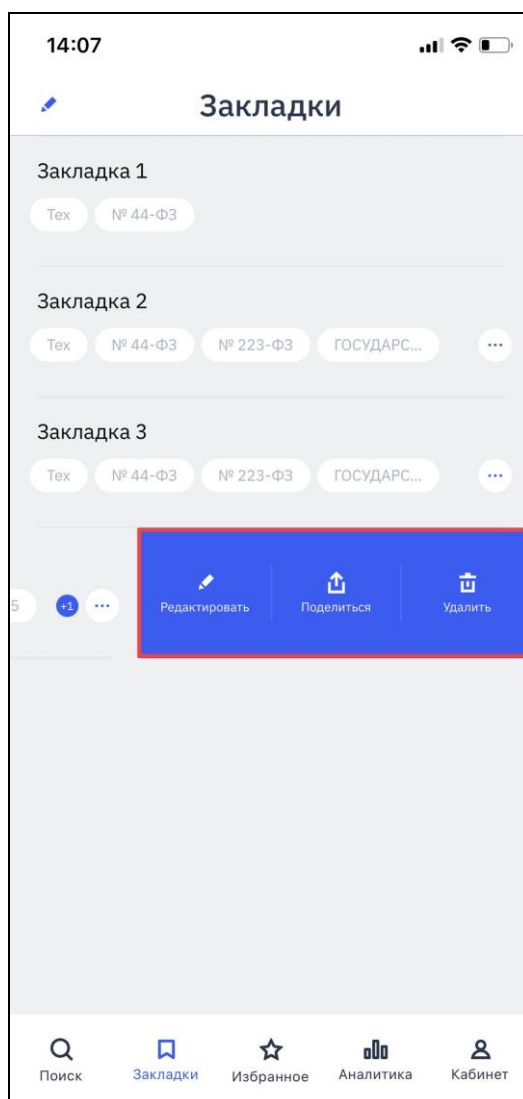 14:07
Закладки
Закладка 1
Тех № 44-ФЗ
Закладка 2
Тех № 44-ФЗ № 223-ФЗ ГОСУДАРС... ...
Закладка 3
Тех № 44-ФЗ № 223-ФЗ ГОСУДАРС... ...
5 +1 ... Редактировать Поделиться Удалить
Поиск Закладки Избранное Аналитика Кабинет